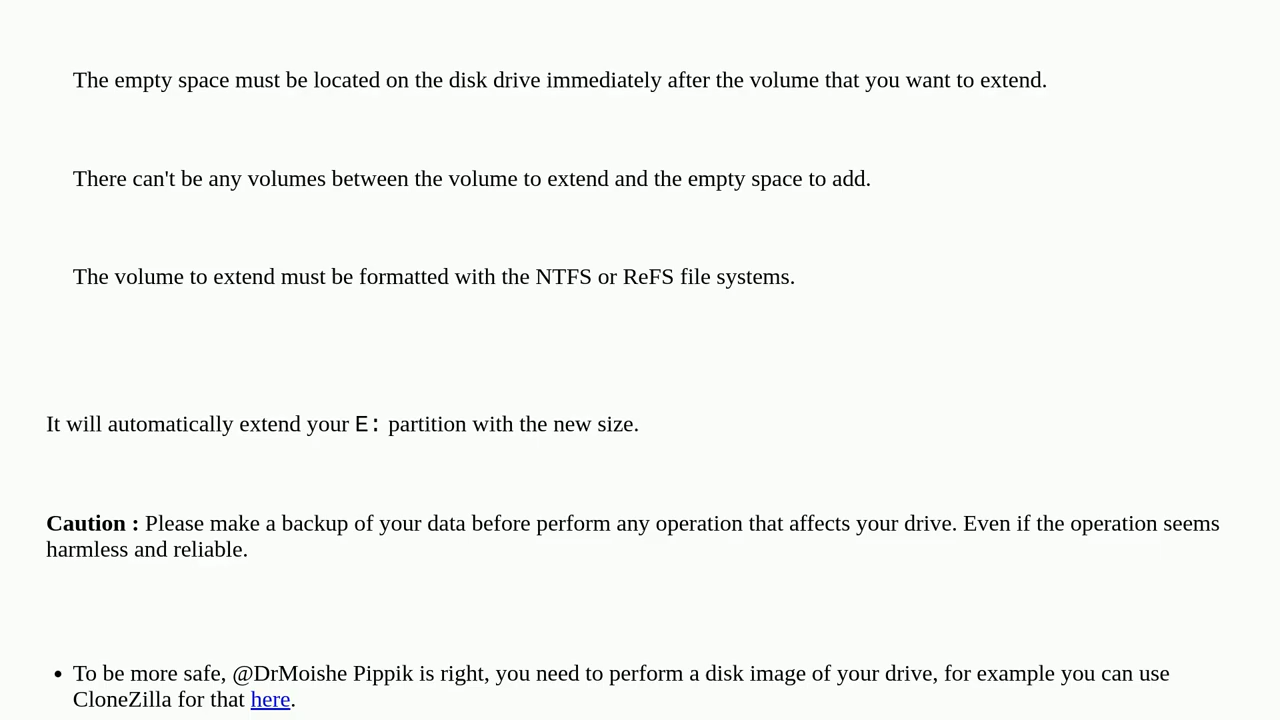 The empty space must be located on the disk drive immediately after the volume that you want to extend.
There can't be any volumes between the volume to extend and the empty space to add.
The volume to extend must be formatted with the NTFS or ReFS file systems.
It will automatically extend your E: partition with the new size.
Caution : Please make a backup of your data before perform any operation that affects your drive. Even if the operation seems
harmless and reliable.
• To be more safe, @DrMoishe Pippik is right, you need to perform a disk image of your drive, for example you can use
CloneZilla for that here.